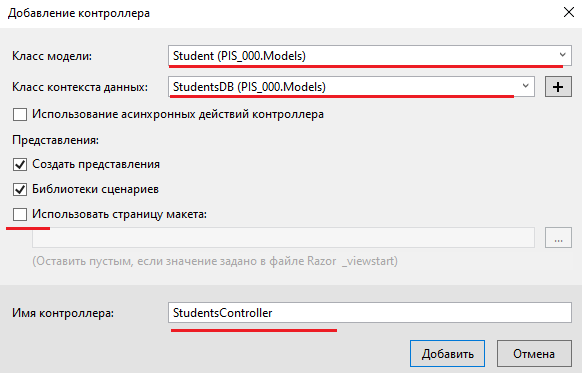 Добавление контроллера
Класс модели: Student (PIS_000.Models)
Класс контекста данных: StudentsDB (PIS_000.Models) +
Использование асинхронных действий контроллера
Представления:
Создать представления
Библиотеки сценариев
Использовать страницу макета:
...
(Оставить пустым, если значение задано в файле Razor _viewstart)
Имя контроллера: StudentsController
Добавить Отмена